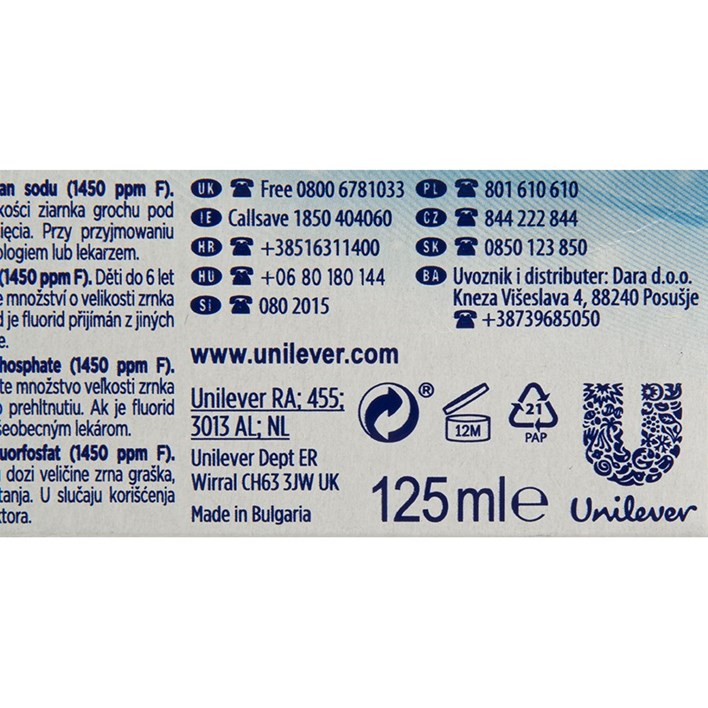 an sodu (1450 ppm F).
kości ziarnka grochu pod
ięcia. Przy przyjmowaniu
ologiem lub lekarzem.
(1450 ppm F). Děti do 6 let
e množství o velikosti zrnka
d je fluorid přijímán z jiných
e.
hosphate (1450 ppm F).
te množstvo veľkosti zrnka
o prehltnutiu. Ak je fluorid
šeobecným lekárom.
uorfosfat (1450 ppm F).
u dozi veličine zrna graška,
tanja. U slučaju korišćenja
ktora.
UK Free 0800 6781033
IE Callsave 1850 404060
HR +38516311400
HU +06 80 180 144
SI 080 2015
PL 801 610 610
CZ 844 222 844
SK 0850 123 850
BA Uvoznik i distributer: Dara d.o.o.
Kneza Višeslava 4, 88240 Posušje
+38739685050
www.unilever.com
Unilever RA; 455;
3013 AL; NL
Unilever Dept ER
Wirral CH63 3JW UK
Made in Bulgaria
®
12M
21
PAP
125 ml e
Unilever